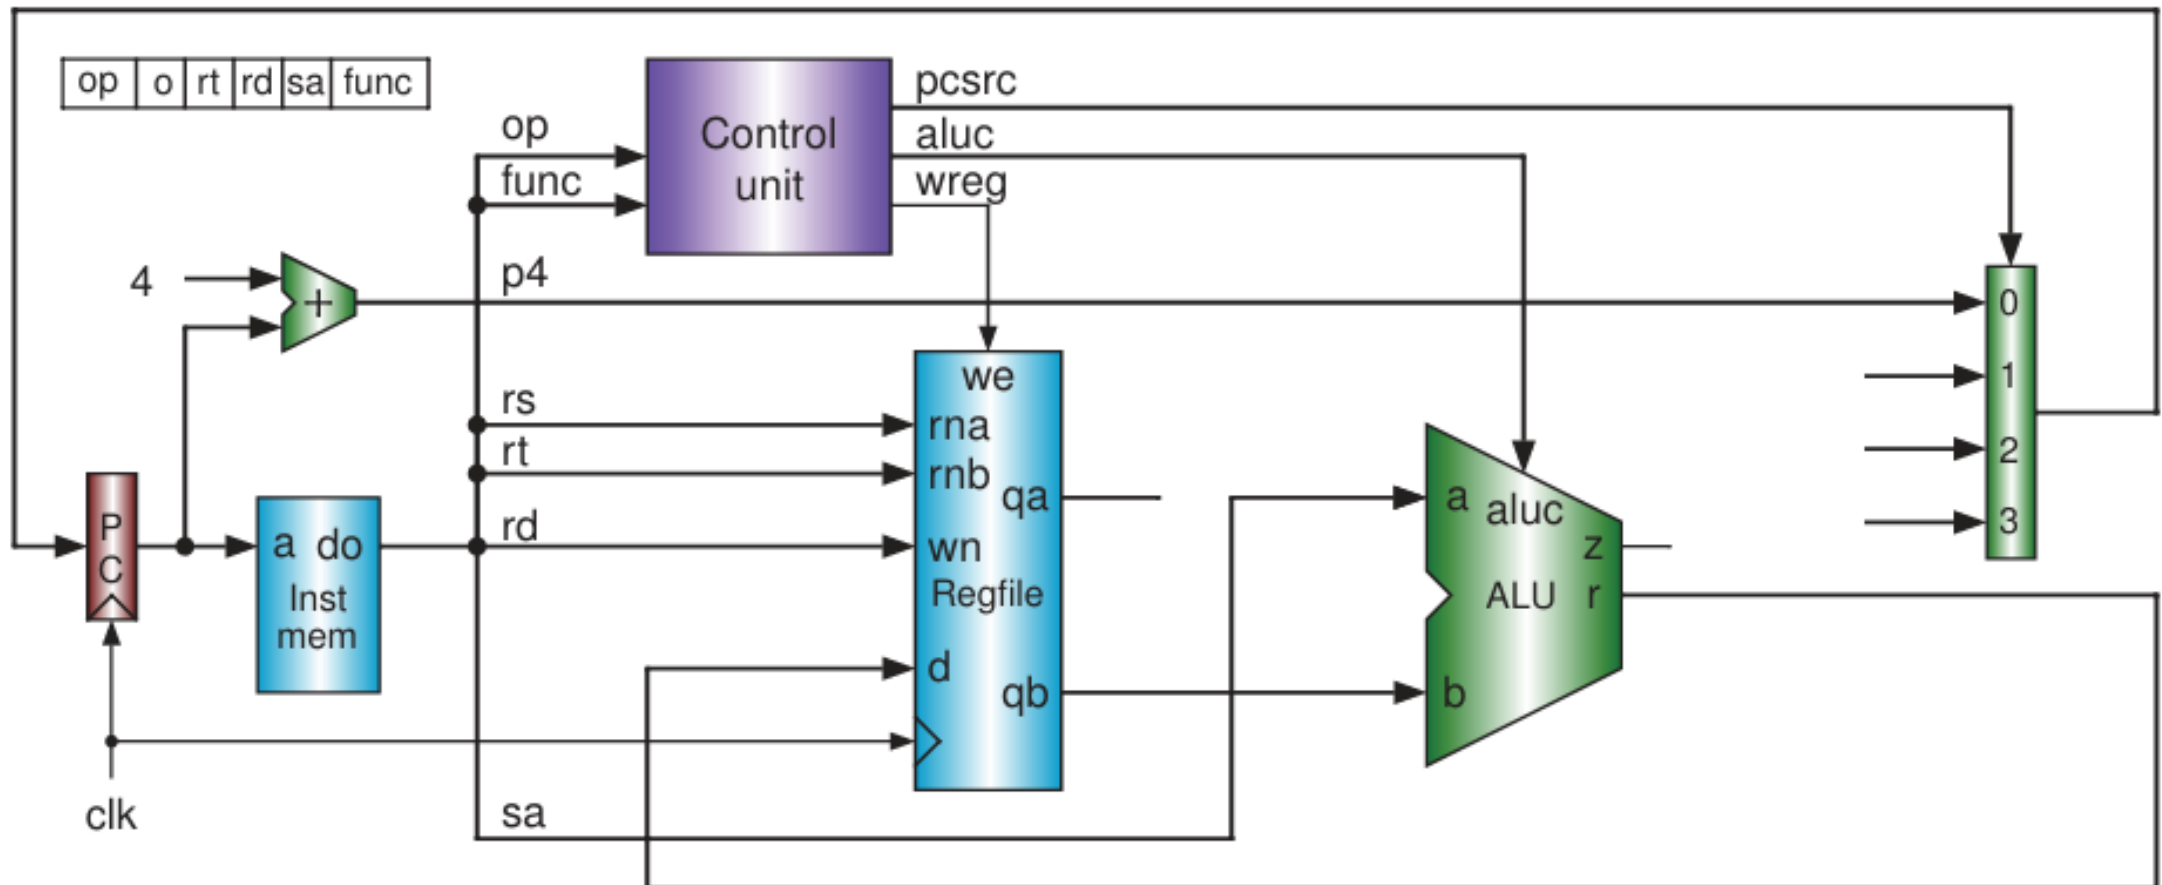 op o rt rd sa func
Control
unit
op
func
pcsrc
aluc
wreg
4
+
p4
0
1
2
3
rs
rt
rd
we
rna
rnb
qa
wn
Regfile
d
qb
P
C
a do
Inst
mem
a aluc
z
ALU r
b
clk
sa